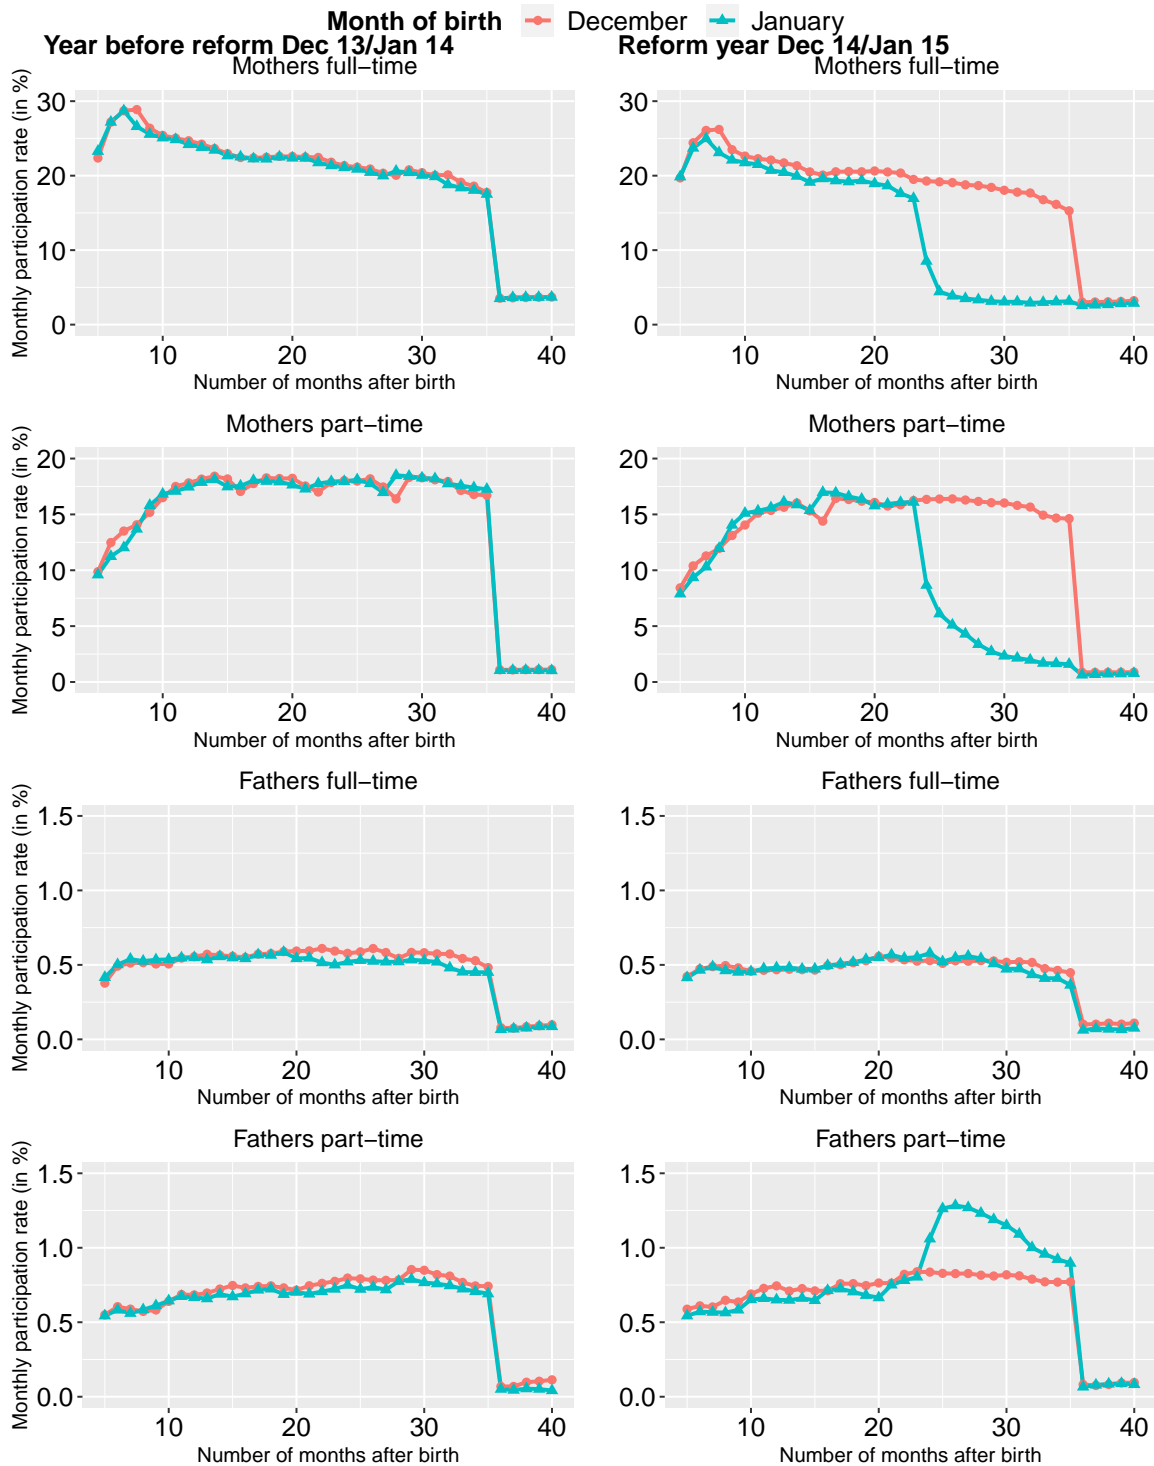 Month of birth December January
Year before reform Dec 13/Jan 14 Reform year Dec 14/Jan 15
Mothers full−time Mothers full−time
Monthly participation rate (in %)
30 30
20 20
10 10
0 0
10 20 30 40 10 20 30 40
Number of months after birth Number of months after birth
Mothers part−time Mothers part−time
Monthly participation rate (in %)
20 20
15 15
10 10
5 5
0 0
10 20 30 40 10 20 30 40
Number of months after birth Number of months after birth
Fathers full−time Fathers full−time
Monthly participation rate (in %)
1.5 1.5
1.0 1.0
0.5 0.5
0.0 0.0
10 20 30 40 10 20 30 40
Number of months after birth Number of months after birth
Fathers part−time Fathers part−time
Monthly participation rate (in %)
1.5 1.5
1.0 1.0
0.5 0.5
0.0 0.0
10 20 30 40 10 20 30 40
Number of months after birth Number of months after birth